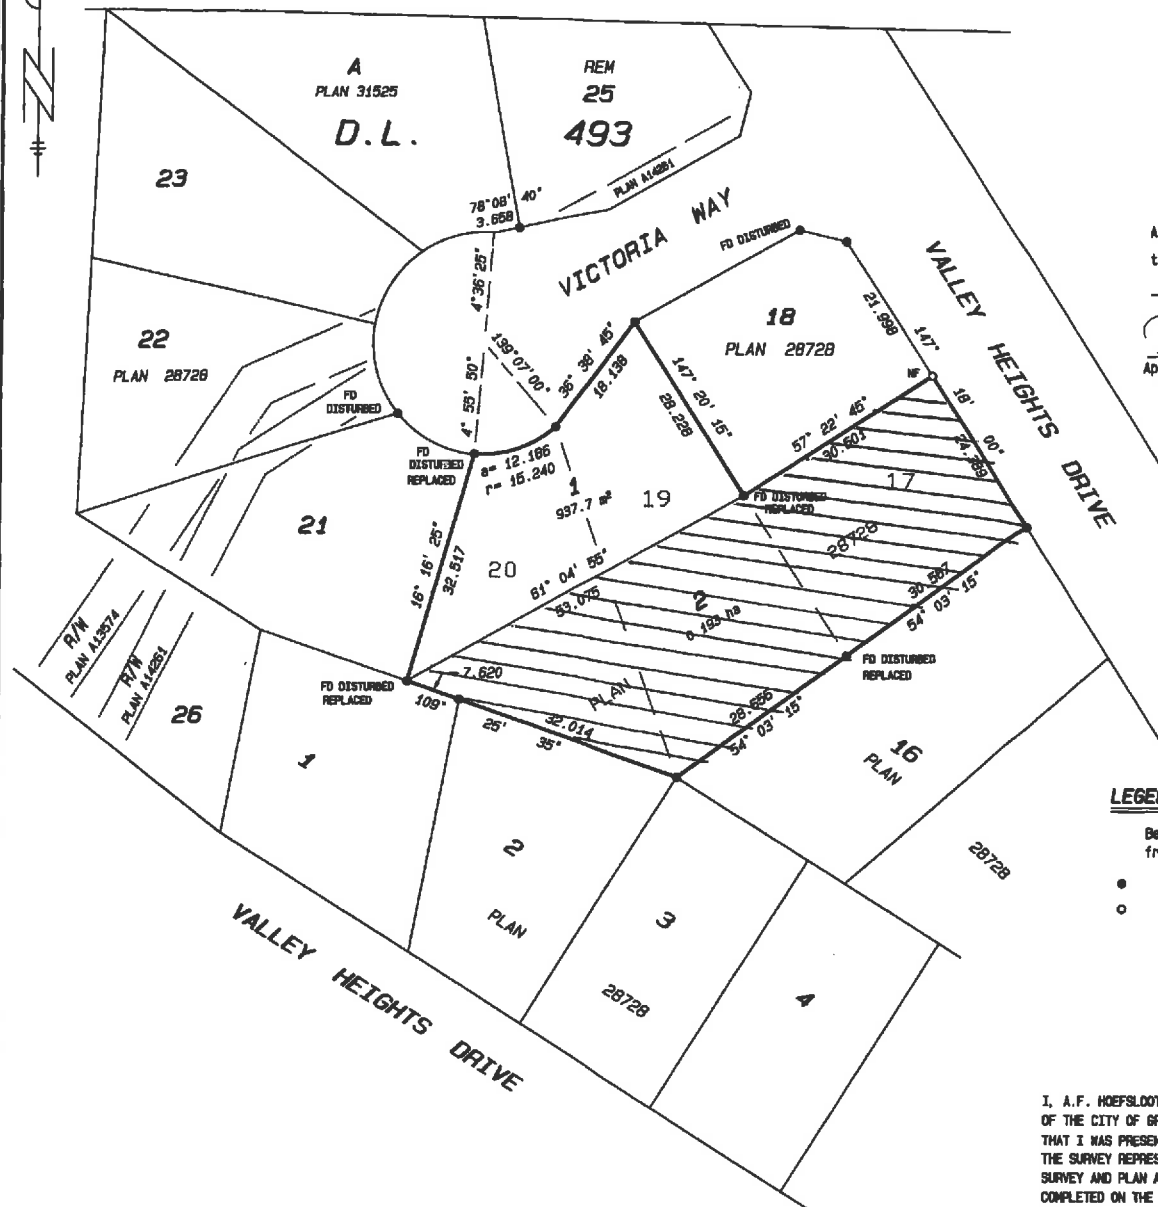 N
A
PLAN 31525
D.L.
REM
25
493
PLAN A14261
23
78°08' 40"
3.658
VICTORIA WAY
FD DISTURBED
VALLEY HEIGHTS DRIVE
4°36'25"
139°07'00"
36° 38' 45"
18.138
18
PLAN 28728
21.998
147°
18'
00"
22
PLAN 28728
FD
DISTURBED
4° 55' 50"
147° 20' 15"
28.228
NF
57° 22' 45"
30.601
FD
DISTURBED
REPLACED
a= 12.186
r= 15.240
1
937.7 m²
19
FD DISTURBED
REPLACED
17
28728
21
16° 16' 25"
32.517
20
61° 04' 55"
53.075
2
0.193 ha
30.567
54° 03' 15"
R/W
PLAN A13574
R/W
PLAN A14261
26
FD DISTURBED
REPLACED
7.620
109°
25'
35"
32.014
PLAN
28.656
54° 03' 15"
FD DISTURBED
REPLACED
16
PLAN
28728
1
2
PLAN
3
28728
4
VALLEY HEIGHTS DRIVE
A
t
Ap
LEGE
Be
fr
I, A.F. HOEFSLOOT
OF THE CITY OF GR
THAT I WAS PRESEN
THE SURVEY REPRES
SURVEY AND PLAN A
COMPLETED ON THE